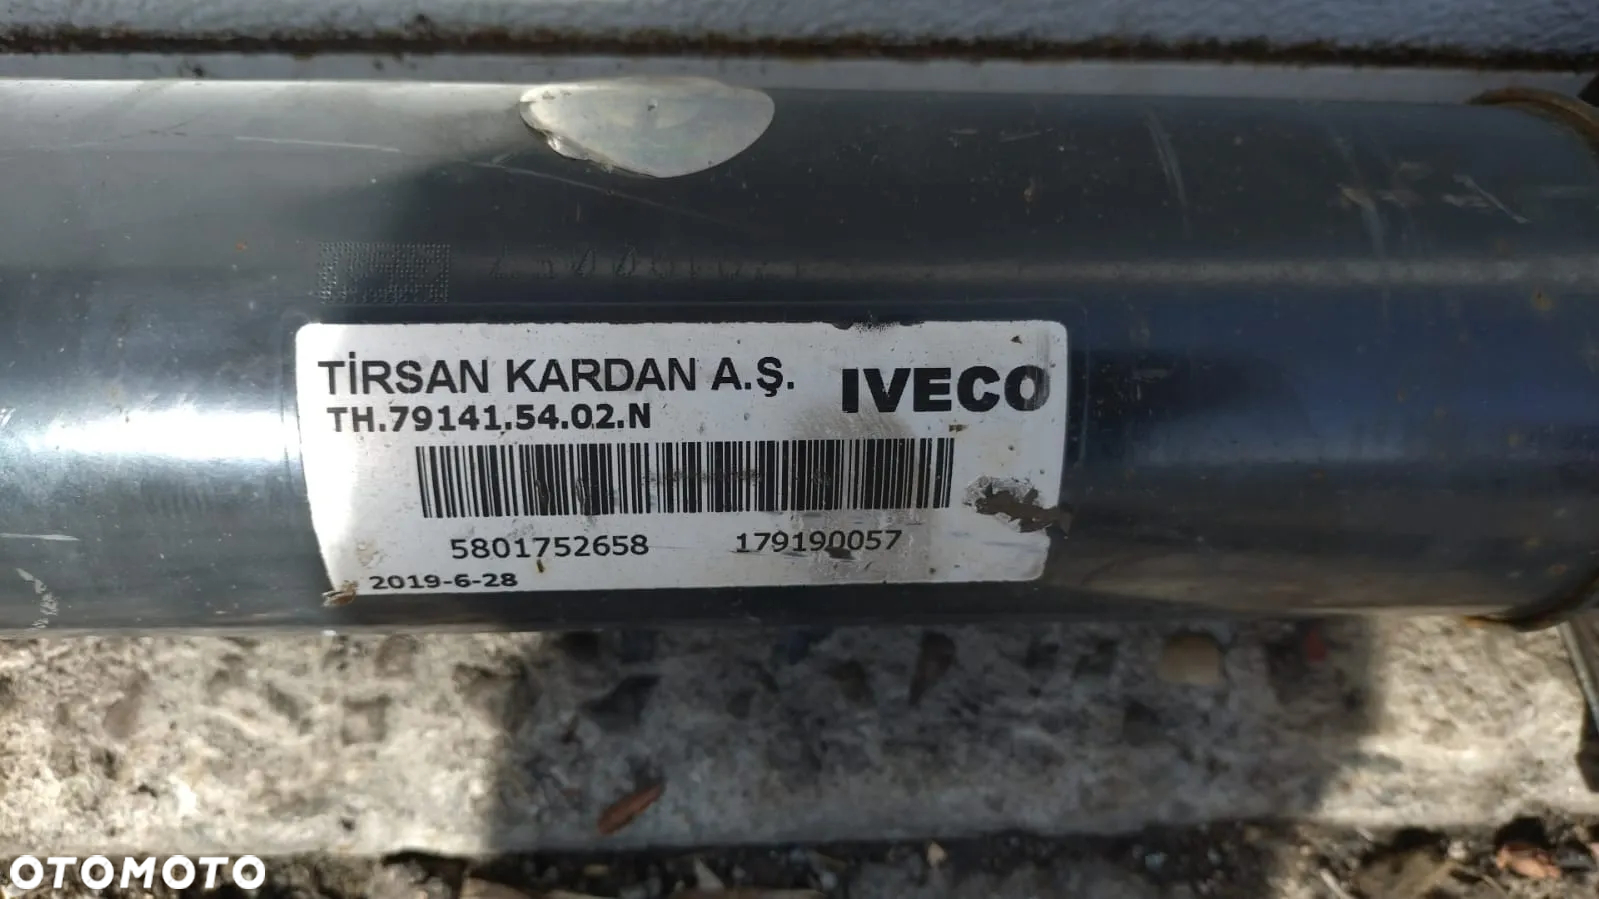 TİRSAN KARDAN A.Ş.
IVECO
TH.79141.54.02.N
5801752658 179190057
2019-6-28
OTOMOTO